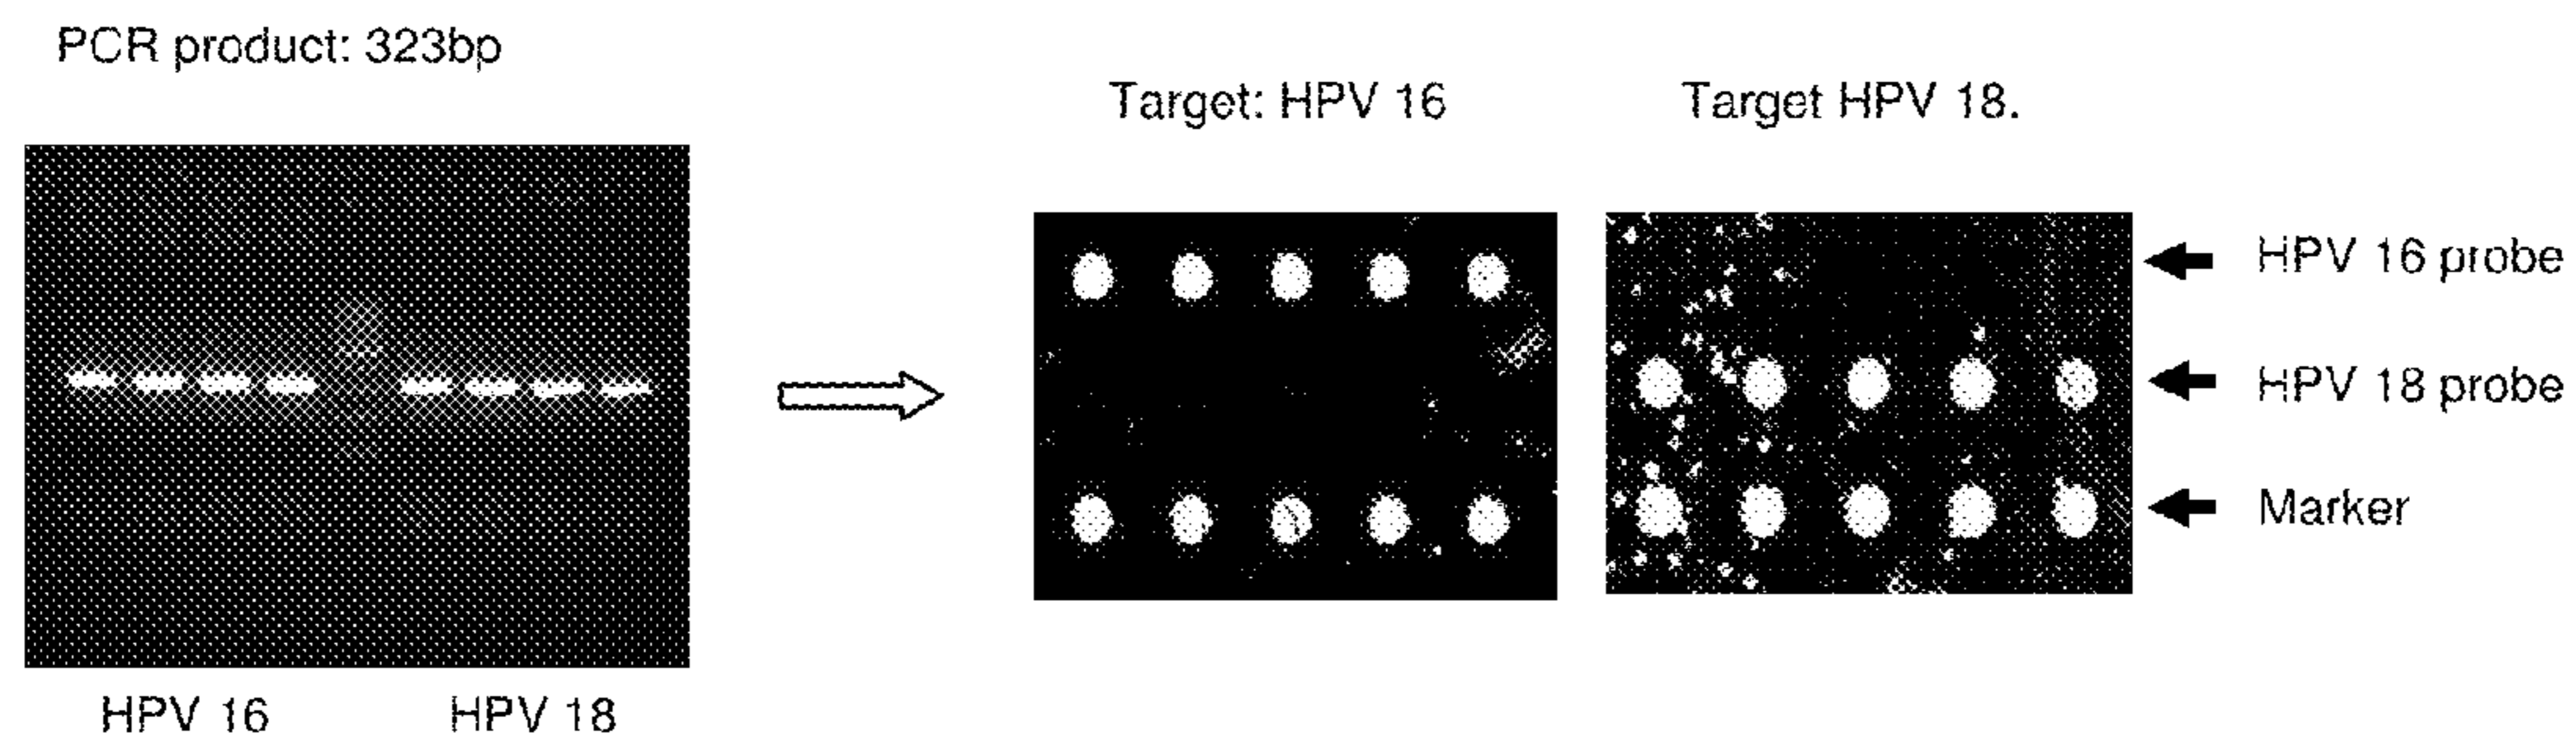 PCR product: 323bp
Target: HPV 16
Target HPV 18.
HPV 16 probe
HPV 18 probe
Marker
HPV 16
HPV 18